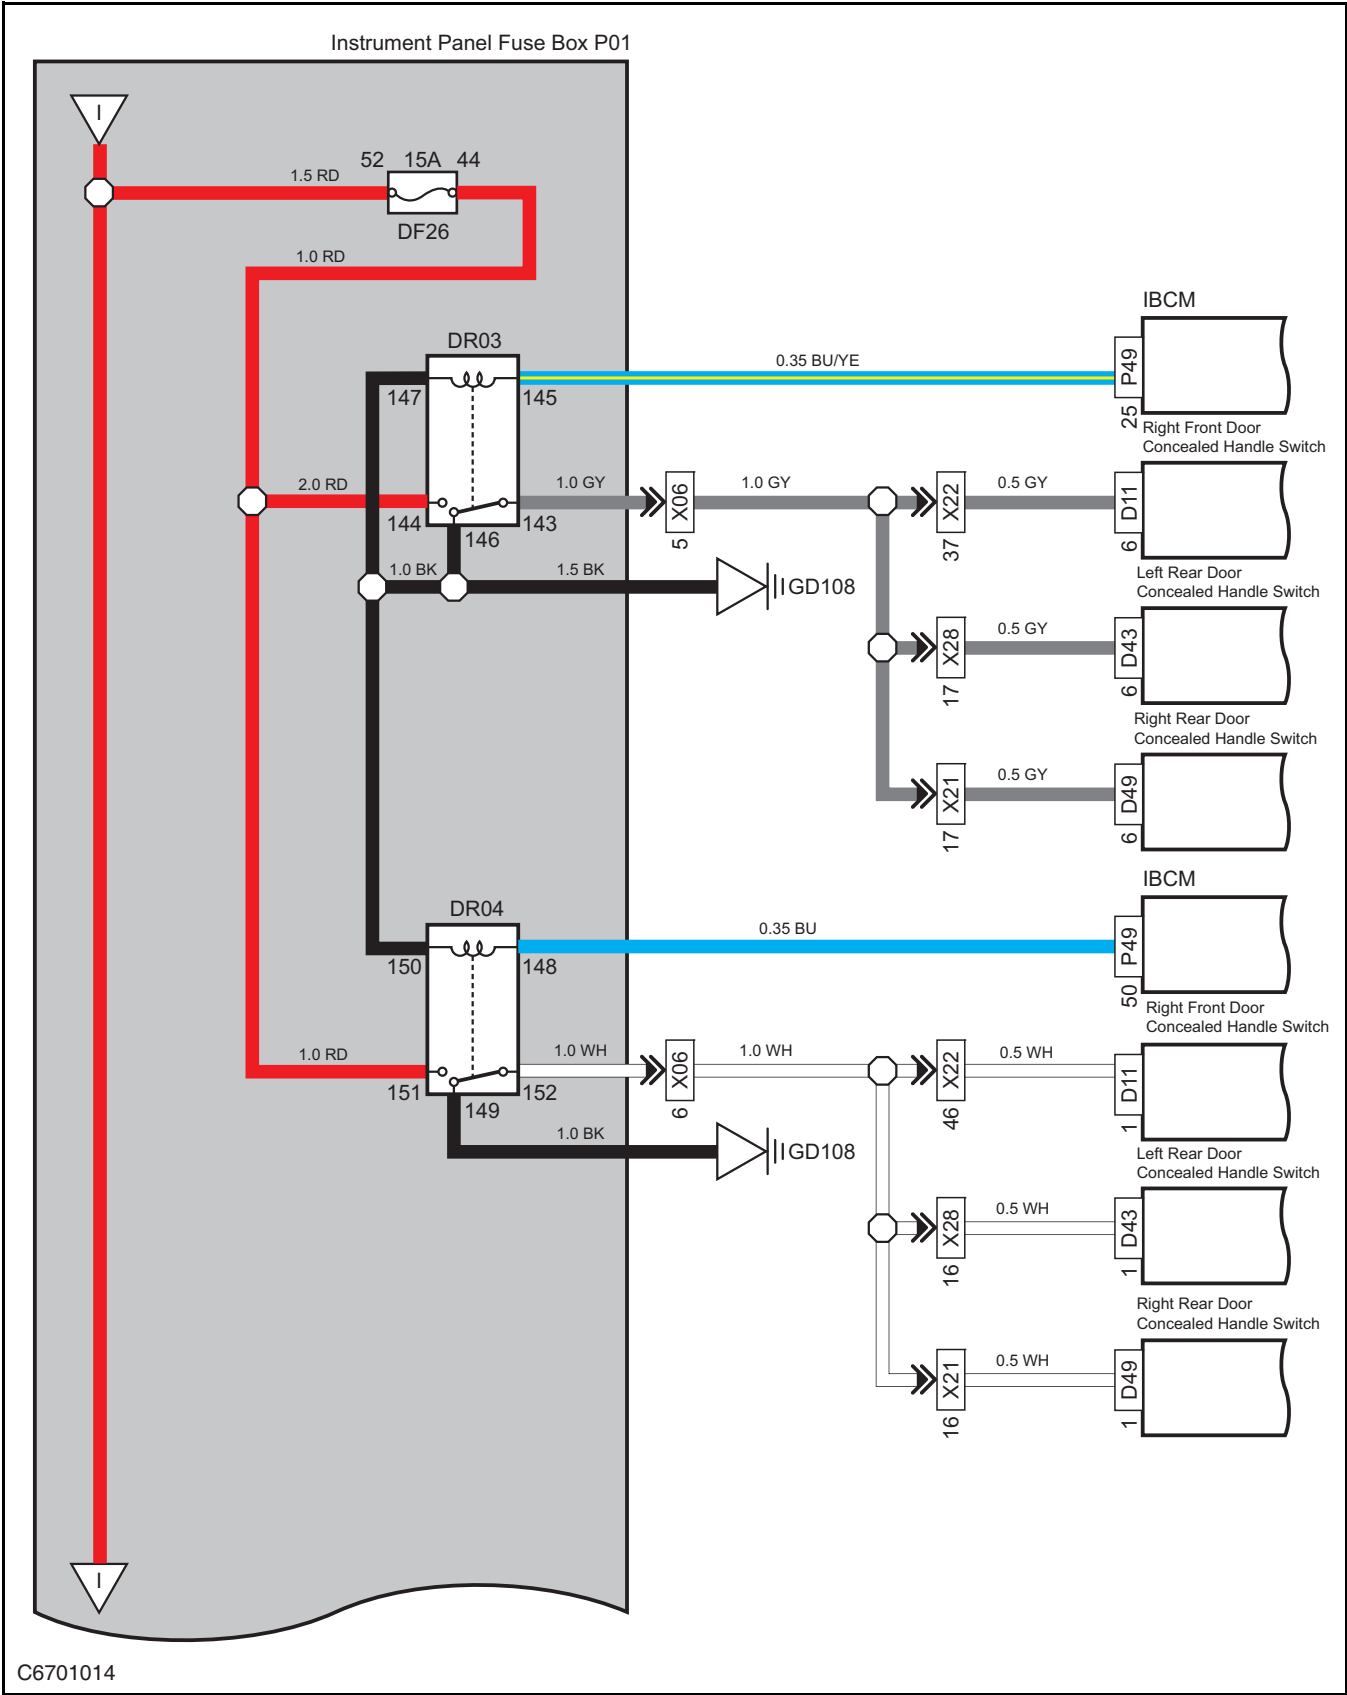 Instrument Panel Fuse Box P01
I
52 15A 44
1.5 RD
DF26
1.0 RD
IBCM
DR03
0.35 BU/YE
P49
147
145
25
Right Front Door
Concealed Handle Switch
2.0 RD
1.0 GY
X06
1.0 GY
X22
0.5 GY
D11
144
143
146
5
37
6
1.0 BK
1.5 BK
GD108
Left Rear Door
Concealed Handle Switch
X28
0.5 GY
D43
17
6
Right Rear Door
Concealed Handle Switch
X21
0.5 GY
D49
17
6
IBCM
DR04
0.35 BU
P49
150
148
50
Right Front Door
Concealed Handle Switch
1.0 RD
1.0 WH
X06
1.0 WH
X22
0.5 WH
D11
151
152
149
6
46
1
1.0 BK
GD108
Left Rear Door
Concealed Handle Switch
X28
0.5 WH
D43
16
1
Right Rear Door
Concealed Handle Switch
X21
0.5 WH
D49
16
1
I
C6701014